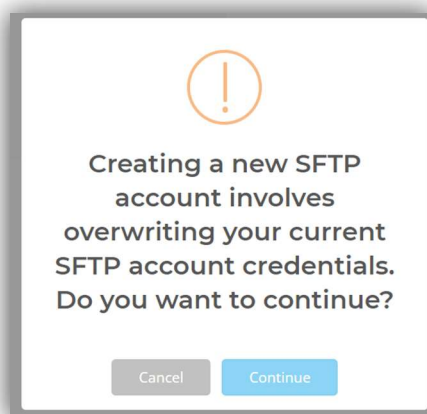 Creating a new SFTP
account involves
overwriting your current
SFTP account credentials.
Do you want to continue?
Cancel
Continue